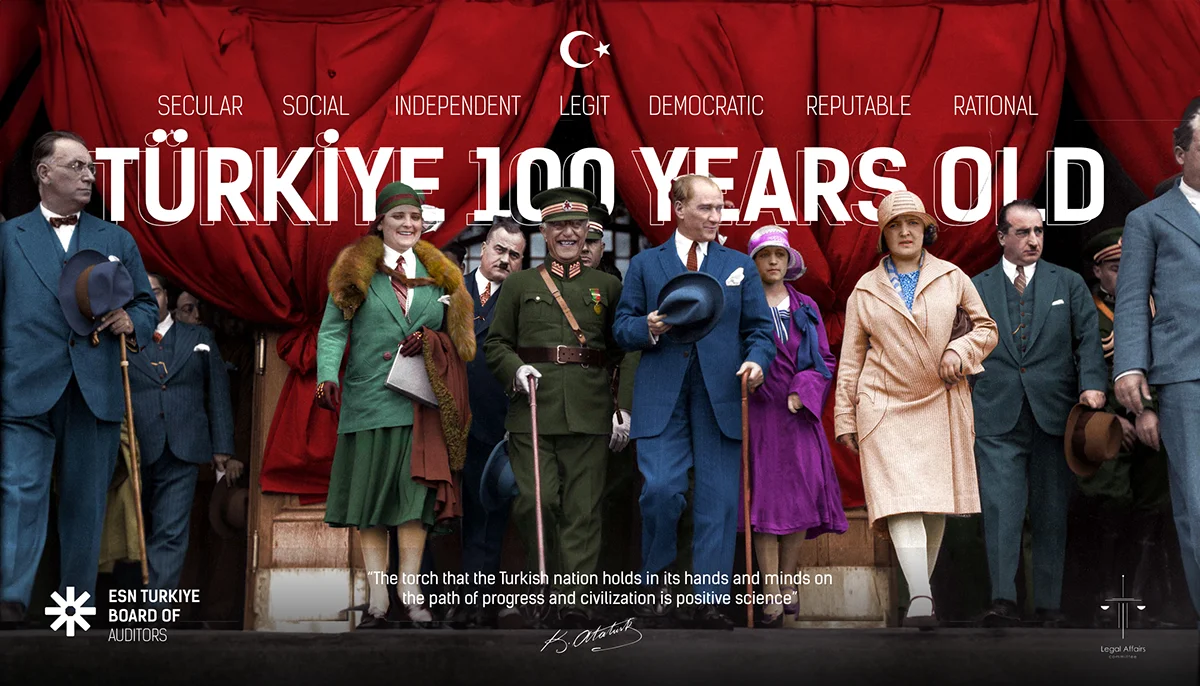 SECULAR SOCIAL INDEPENDENT LEGIT DEMOCRATIC REPUTABLE RATIONAL
TÜRKİYE 100 YEARS OLD
“The torch that the Turkish nation holds in its hands and minds on
the path of progress and civilization is positive science”
K. Atatürk
ESN TURKIYE
BOARD OF
AUDITORS
Legal Affairs
committee